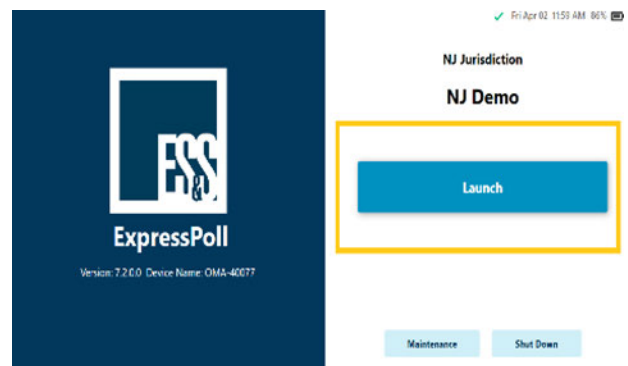 Fri Apr 02 11:59 AM 86%
NJ Jurisdiction
NJ Demo
Launch
Maintenance
Shut Down
ES&S
ExpressPoll
Version: 7.2.0.0 Device Name: OMA-40077